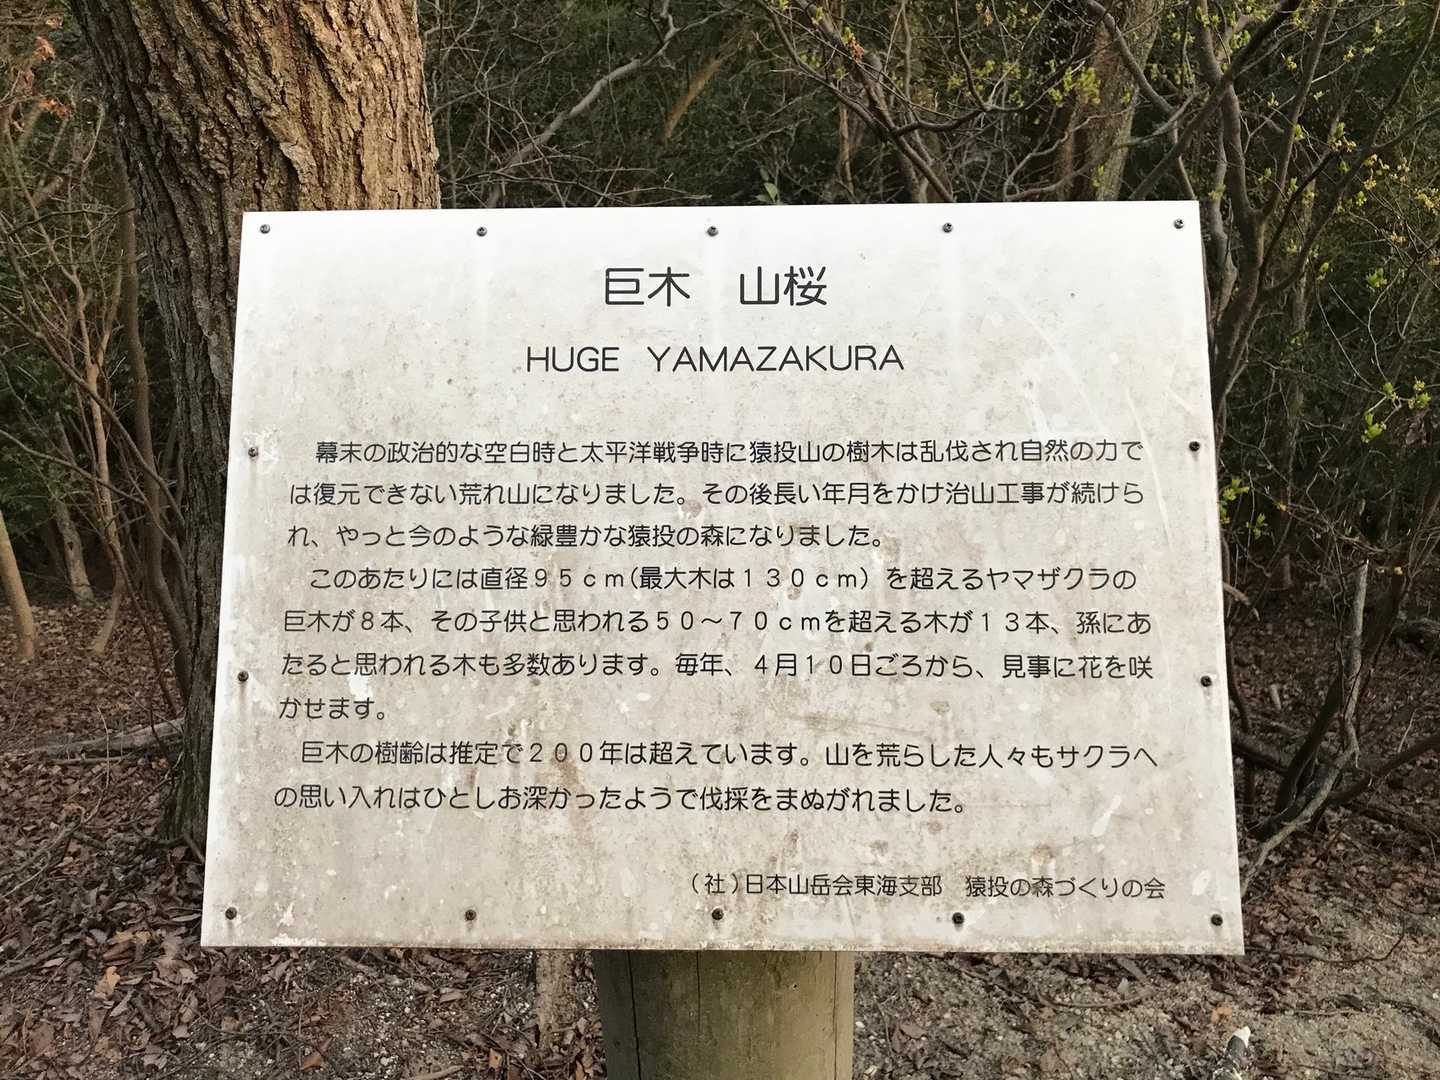 巨木　山桜
HUGE YAMAZAKURA
幕末の政治的な空白時と太平洋戦争時に猿投山の樹木は乱伐され自然の力で
は復元できない荒れ山になりました。その後長い年月をかけ治山工事が続けら
れ、やっと今のような緑豊かな猿投の森になりました。
このあたりには直径９５ｃｍ(最大木は１３０ｃｍ）を超えるヤマザクラの
巨木が８本、その子供と思われる５０～７０ｃｍを超える木が１３本、孫にあ
たると思われる木も多数あります。毎年、４月１０日ごろから、見事に花を咲
かせます。
巨木の樹齢は推定で２００年は超えています。山を荒らした人々もサクラへ
の思い入れはひとしお深かったようで伐採をまぬがれました。
（社）日本山岳会東海支部　猿投の森づくりの会